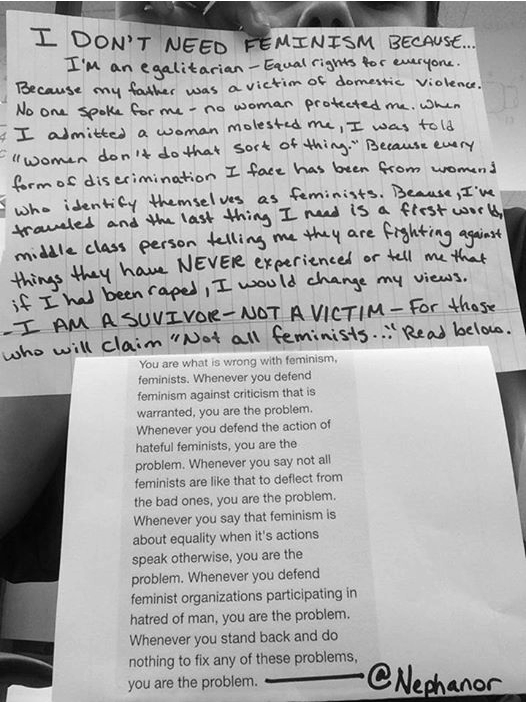 I DON'T NEED FEMINISM BECAUSE...
I'm an egalitarian - Equal rights for everyone.
Because my father was a victim of domestic violence.
No one spoke for me - no woman protected me. When
I admitted a woman molested me, I was told
"women don't do that sort of thing." Because every
form of discrimination I face has been from women
who identify themselves as feminists. Because, I've
traveled and the last thing I need is a first world,
middle class person telling me they are fighting against
things they have NEVER experienced or tell me that
if I had been raped, I would change my views.
-I AM A SUVIVOR - NOT A VICTIM - For those
who will claim "Not all feminists..." Read below.
You are what is wrong with feminism,
feminists. Whenever you defend
feminism against criticism that is
warranted, you are the problem.
Whenever you defend the action of
hateful feminists, you are the
problem. Whenever you say not all
feminists are like that to deflect from
the bad ones, you are the problem.
Whenever you say that feminism is
about equality when it's actions
speak otherwise, you are the
problem. Whenever you defend
feminist organizations participating in
hatred of man, you are the problem.
Whenever you stand back and do
nothing to fix any of these problems,
you are the problem. @Nephanor